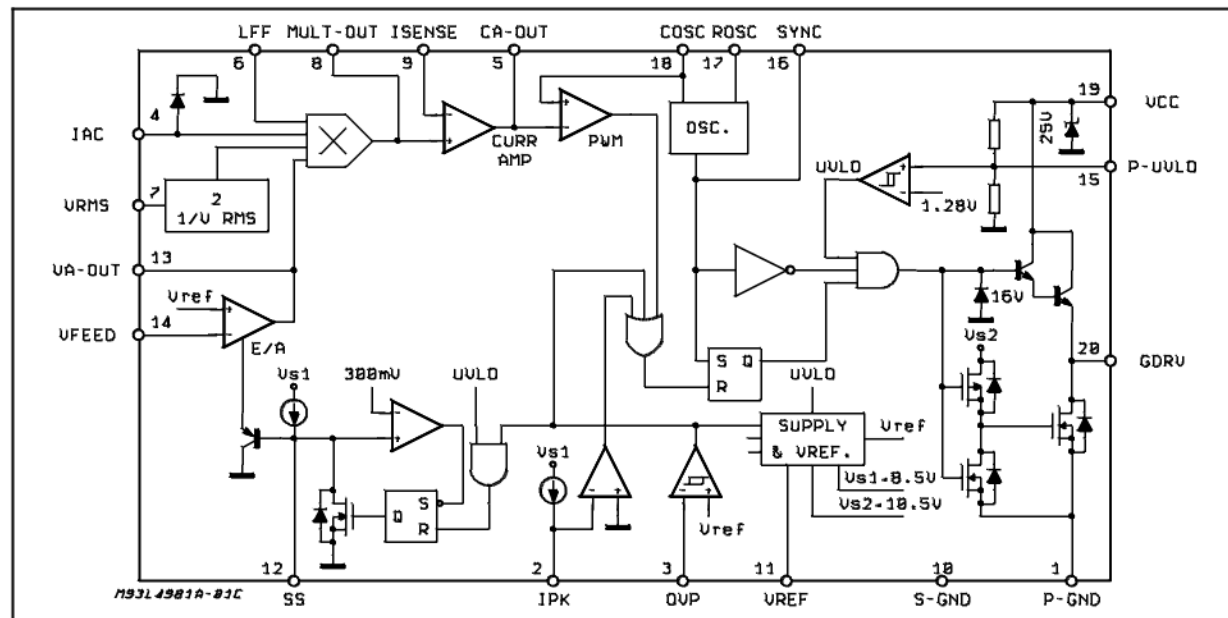 LFF MULT-OUT ISENSE CA-OUT COSC ROSC SYNC
6 8 9 5 18 17 16
4
IAC
CURR
AMP
PWM
OSC.
19
VCC
25V
UVLO
15
P-UVLO
1.28V
7
VRMS
2
1/V RMS
13
VA-OUT
Vref
14
VFEED
E/A
16V
Vs2
20
GDRV
S Q
R
Vs1
300mV
UVLO
UVLO
SUPPLY
& VREF.
Vref
Vs1
Vs1-8.5V
Vs2-10.5V
Q S
R
Vref
12 2 3 11 10 1
M93L4981A-01C
SS IPK OVP VREF S-GND P-GND